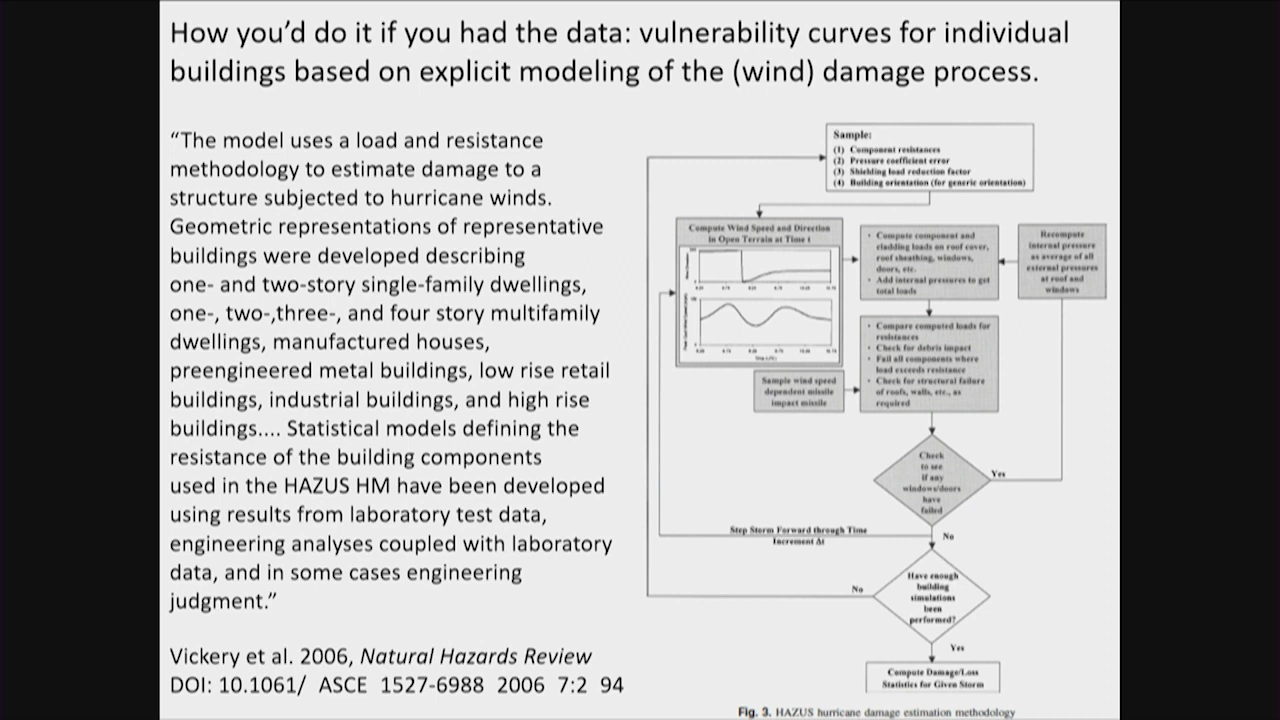 How you'd do it if you had the data: vulnerability curves for individual
buildings based on explicit modeling of the (wind) damage process.
"The model uses a load and resistance
methodology to estimate damage to a
structure subjected to hurricane winds.
Geometric representations of representative
buildings were developed describing
one- and two-story single-family dwellings,
one-, two-,three-, and four story multifamily
dwellings, manufactured houses,
preengineered metal buildings, low rise retail
buildings, industrial buildings, and high rise
buildings.... Statistical models defining the
resistance of the building components
used in the HAZUS HM have been developed
using results from laboratory test data,
engineering analyses coupled with laboratory
data, and in some cases engineering
judgment."
Vickery et al. 2006, Natural Hazards Review
DOI: 10.1061/ ASCE 1527-6988 2006 7:2 94
Sample:
(1) Component resistances
(2) Pressure coefficient error
(3) Shielding load reduction factor
(4) Building orientation (for generic orientation)
Compute Wind Speed and Direction
in Open Terrain at Time t
• Compute component and
cladding loads on roof cover,
roof sheathing, windows,
doors, etc.
• Add internal pressures to get
total loads
Recompute
internal pressure
as average of all
external pressures
at roof and
windows
• Compare computed loads for
resistances
• Check for debris impact
• Fail all components where
load exceeds resistance
• Check for structural failure
of roofs, walls, etc., as
required
Sample wind speed
dependent missile
impact missile
Check
to see
if any
windows/doors
have
failed
Yes
No
Step Storm Forward through Time
Increment Δt
Have enough
building
simulations
been
performed?
No
Yes
Compute Damage/Loss
Statistics for Given Storm
Fig. 3. HAZUS hurricane damage estimation methodology